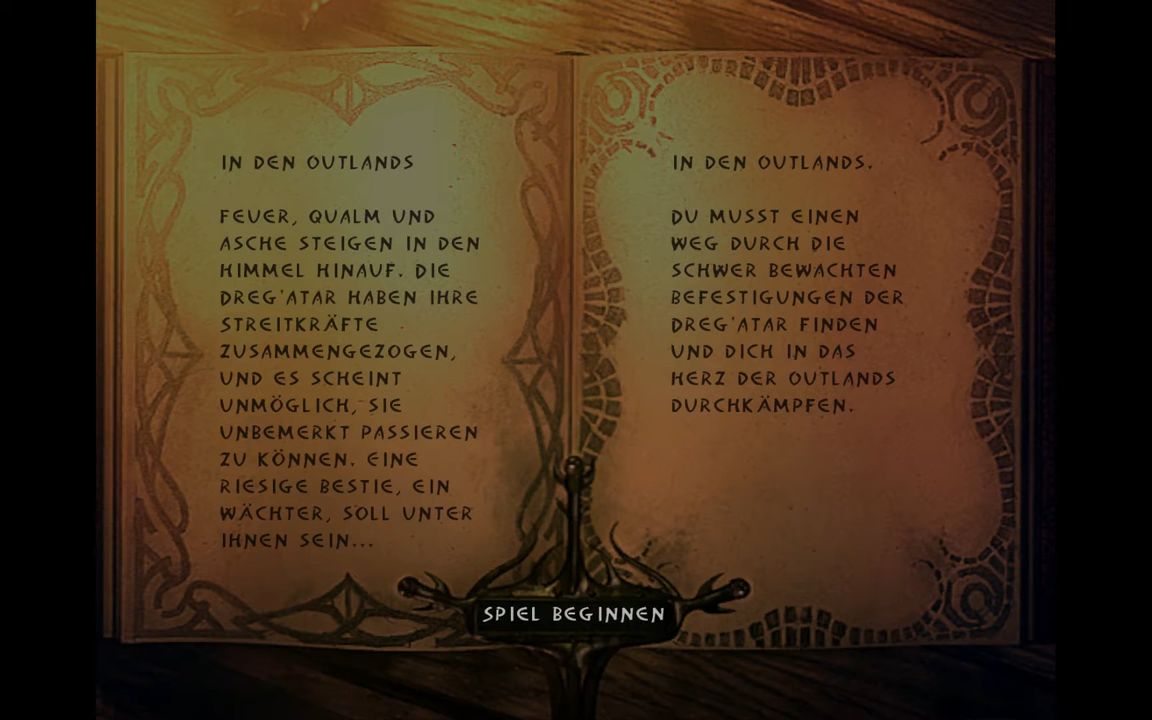 IN DEN OUTLANDS
FEUER, QUALM UND
ASCHE STEIGEN IN DEN
HIMMEL HINAUF. DIE
DREG'ATAR HABEN IHRE
STREITKRÄFTE
ZUSAMMENGEZOGEN,
UND ES SCHEINT
UNMÖGLICH, SIE
UNBEMERKT PASSIEREN
ZU KÖNNEN. EINE
RIESIGE BESTIE, EIN
WÄCHTER, SOLL UNTER
IHNEN SEIN...
IN DEN OUTLANDS.
DU MUSST EINEN
WEG DURCH DIE
SCHWER BEWACHTEN
BEFESTIGUNGEN DER
DREG'ATAR FINDEN
UND DICH IN DAS
HERZ DER OUTLANDS
DURCHKÄMPFEN.
SPIEL BEGINNEN